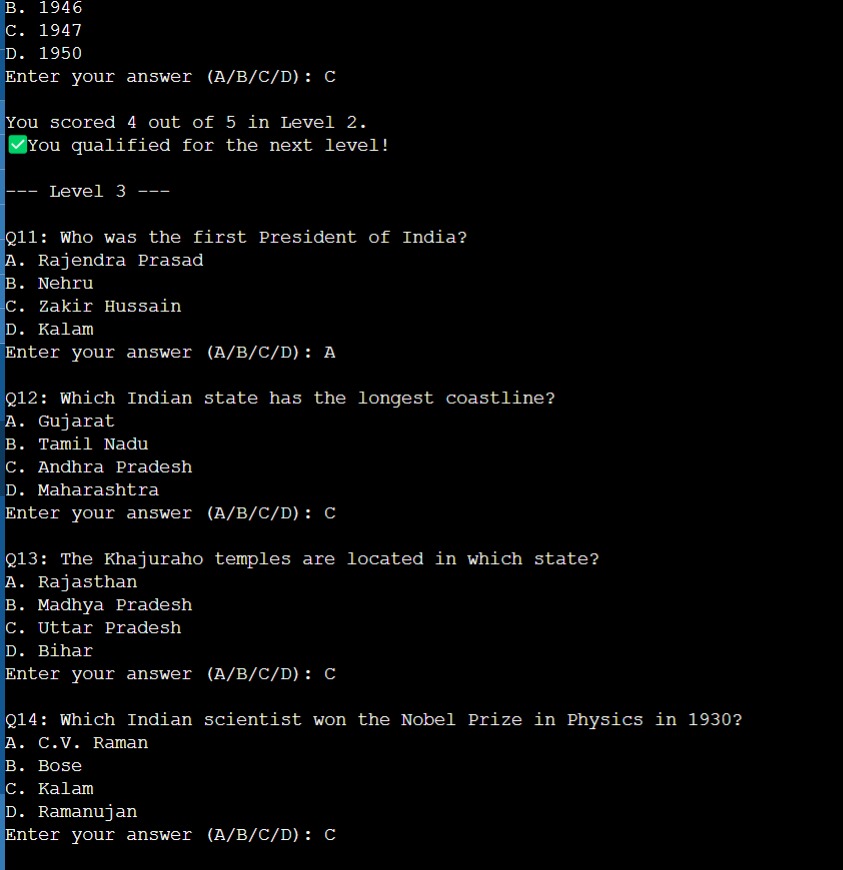 B. 1946
C. 1947
D. 1950
Enter your answer (A/B/C/D): C
You scored 4 out of 5 in Level 2.
✅You qualified for the next level!
--- Level 3 ---
Q11: Who was the first President of India?
A. Rajendra Prasad
B. Nehru
C. Zakir Hussain
D. Kalam
Enter your answer (A/B/C/D): A
Q12: Which Indian state has the longest coastline?
A. Gujarat
B. Tamil Nadu
C. Andhra Pradesh
D. Maharashtra
Enter your answer (A/B/C/D): C
Q13: The Khajuraho temples are located in which state?
A. Rajasthan
B. Madhya Pradesh
C. Uttar Pradesh
D. Bihar
Enter your answer (A/B/C/D): C
Q14: Which Indian scientist won the Nobel Prize in Physics in 1930?
A. C.V. Raman
B. Bose
C. Kalam
D. Ramanujan
Enter your answer (A/B/C/D): C